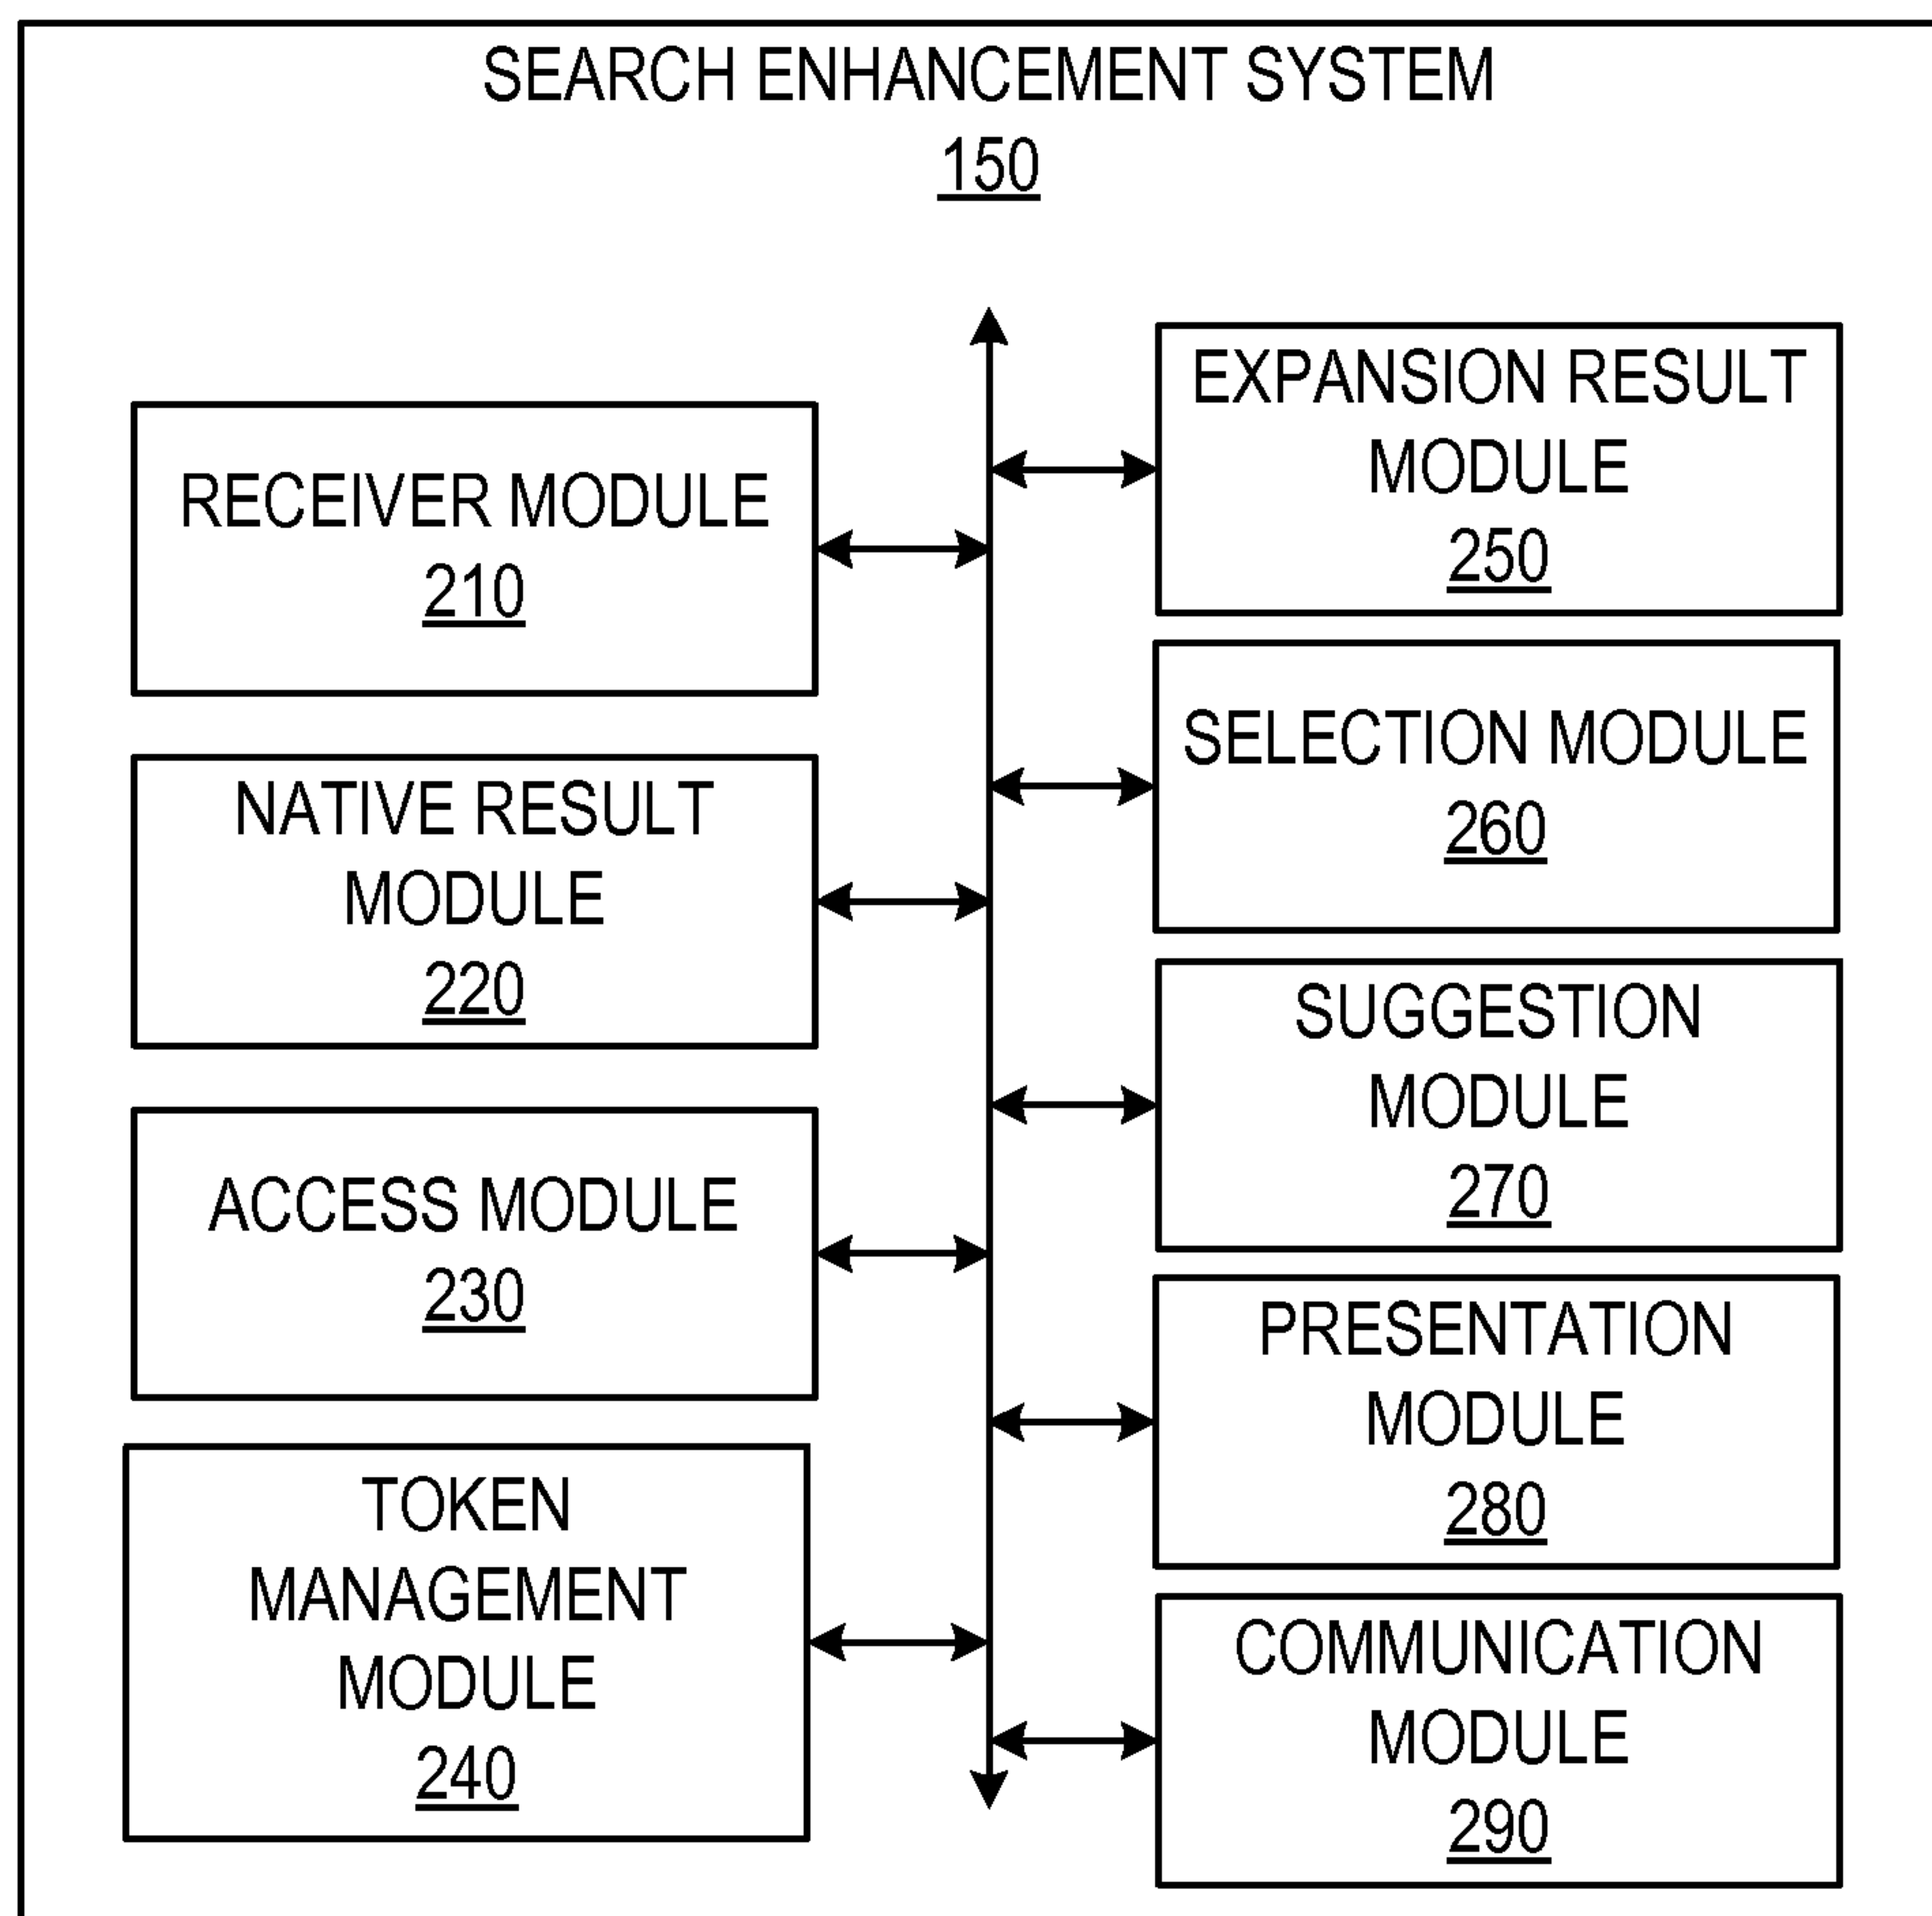 SEARCH ENHANCEMENT SYSTEM
150
RECEIVER MODULE
210
NATIVE RESULT
MODULE
220
ACCESS MODULE
230
TOKEN
MANAGEMENT
MODULE
240
EXPANSION RESULT
MODULE
250
SELECTION MODULE
260
SUGGESTION
MODULE
270
PRESENTATION
MODULE
280
COMMUNICATION
MODULE
290